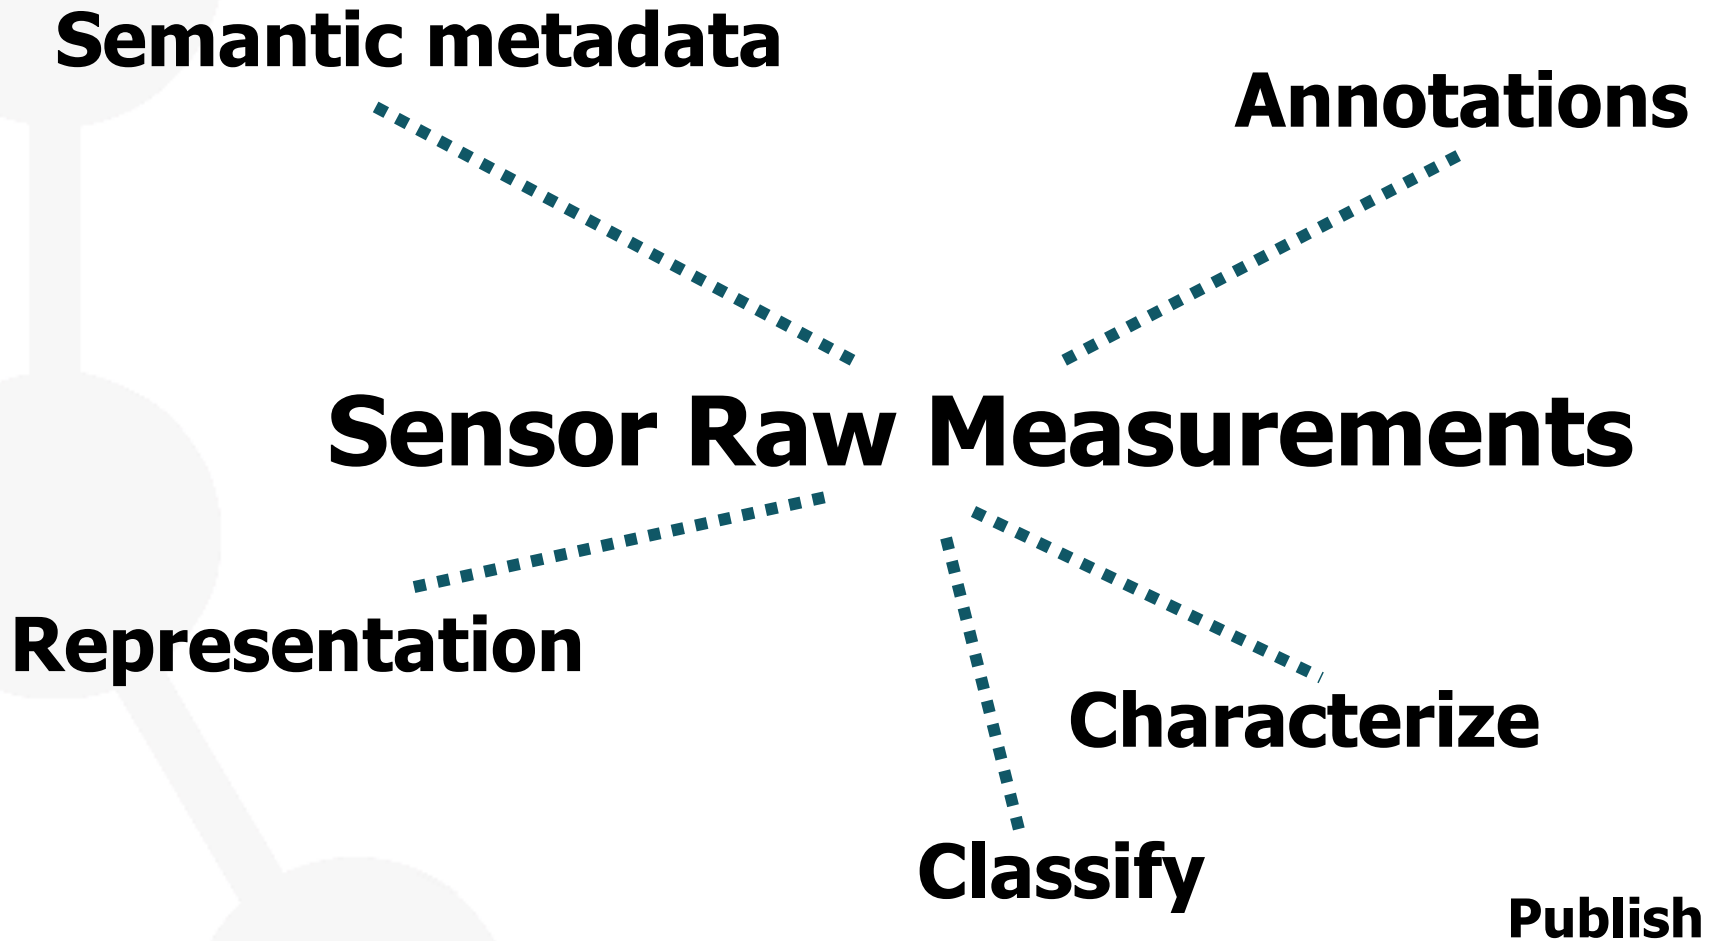 Semantic metadata
Annotations
Sensor Raw Measurements
Representation
Characterize
Classify
Publish